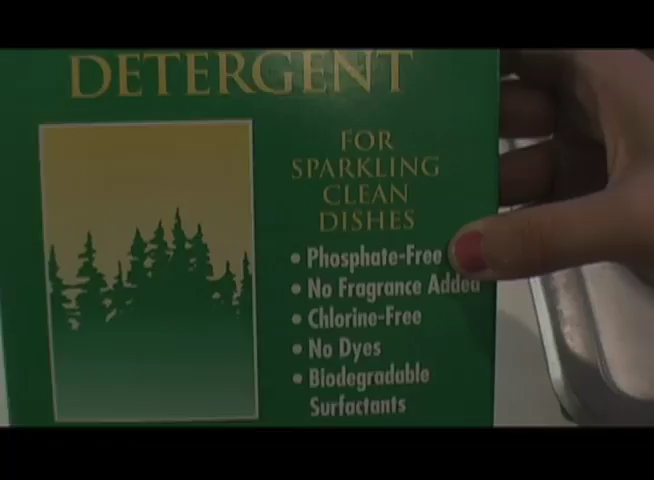 DETERGENT
FOR
SPARKLING
CLEAN
DISHES
• Phosphate-Free
• No Fragrance Added
• Chlorine-Free
• No Dyes
• Biodegradable
Surfactants